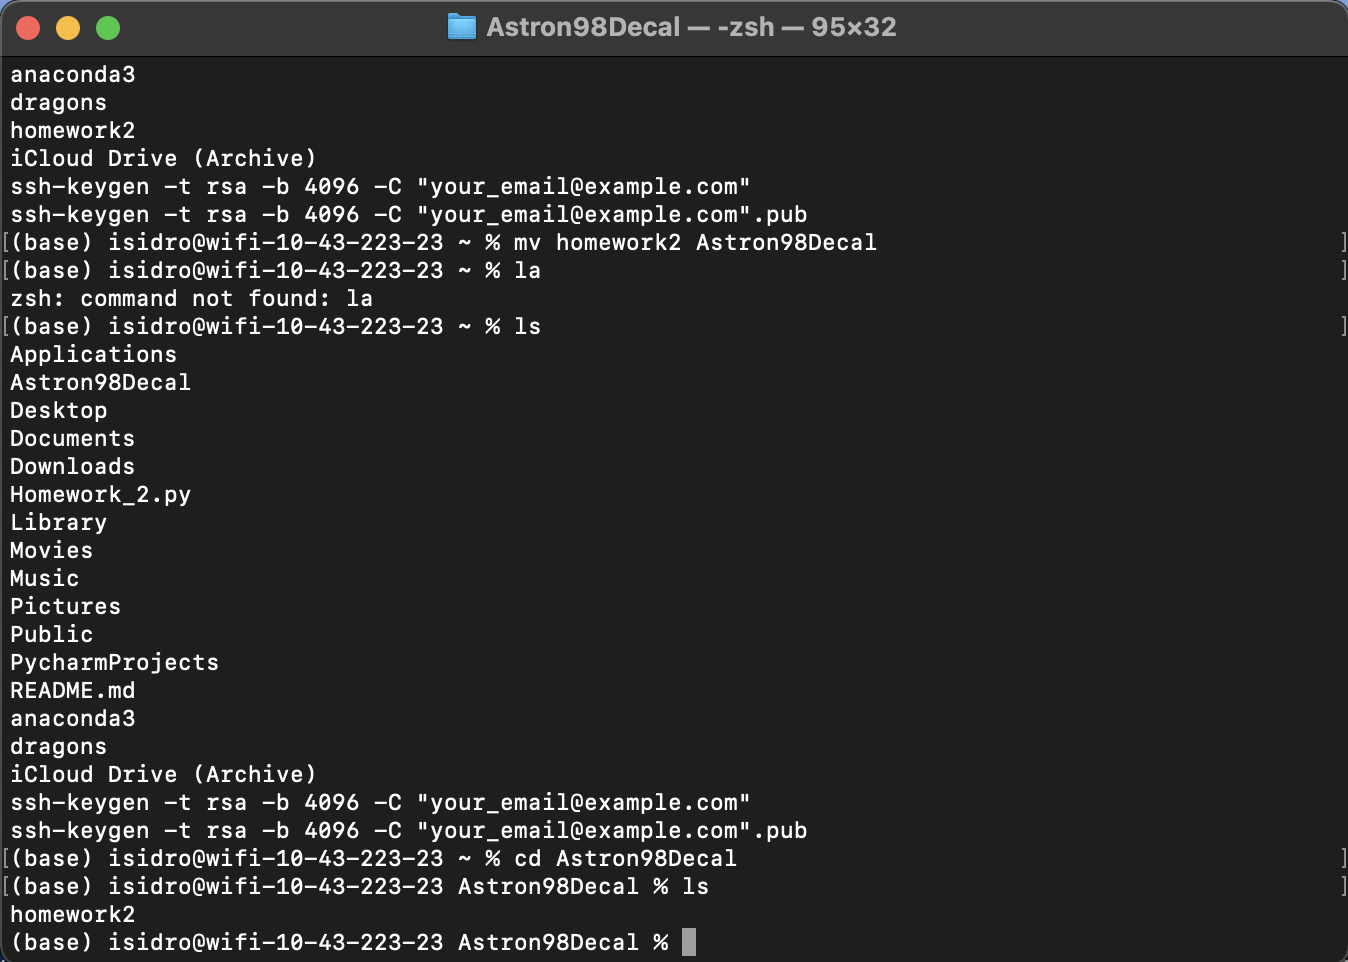 Astron98Decal — -zsh — 95×32
anaconda3
dragons
homework2
iCloud Drive (Archive)
ssh-keygen -t rsa -b 4096 -C "your_email@example.com"
ssh-keygen -t rsa -b 4096 -C "your_email@example.com".pub
[(base) isidro@wifi-10-43-223-23 ~ % mv homework2 Astron98Decal ]
[(base) isidro@wifi-10-43-223-23 ~ % la ]
zsh: command not found: la
[(base) isidro@wifi-10-43-223-23 ~ % ls ]
Applications
Astron98Decal
Desktop
Documents
Downloads
Homework_2.py
Library
Movies
Music
Pictures
Public
PycharmProjects
README.md
anaconda3
dragons
iCloud Drive (Archive)
ssh-keygen -t rsa -b 4096 -C "your_email@example.com"
ssh-keygen -t rsa -b 4096 -C "your_email@example.com".pub
[(base) isidro@wifi-10-43-223-23 ~ % cd Astron98Decal ]
[(base) isidro@wifi-10-43-223-23 Astron98Decal % ls ]
homework2
(base) isidro@wifi-10-43-223-23 Astron98Decal %